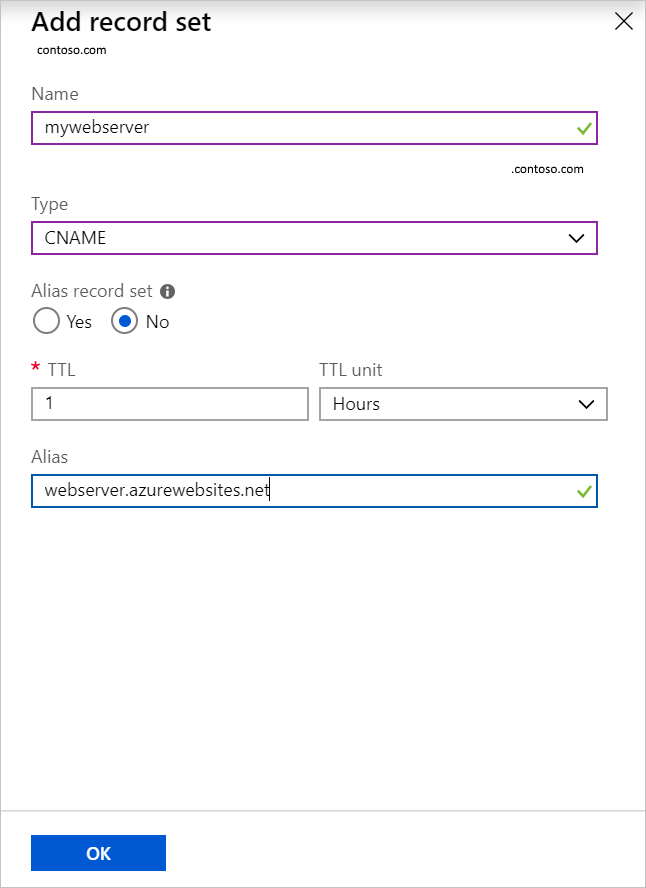 Add record set
contoso.com
Name
mywebserver
.contoso.com
Type
CNAME
Alias record set
Yes No
* TTL TTL unit
1 Hours
Alias
webserver.azurewebsites.net
OK